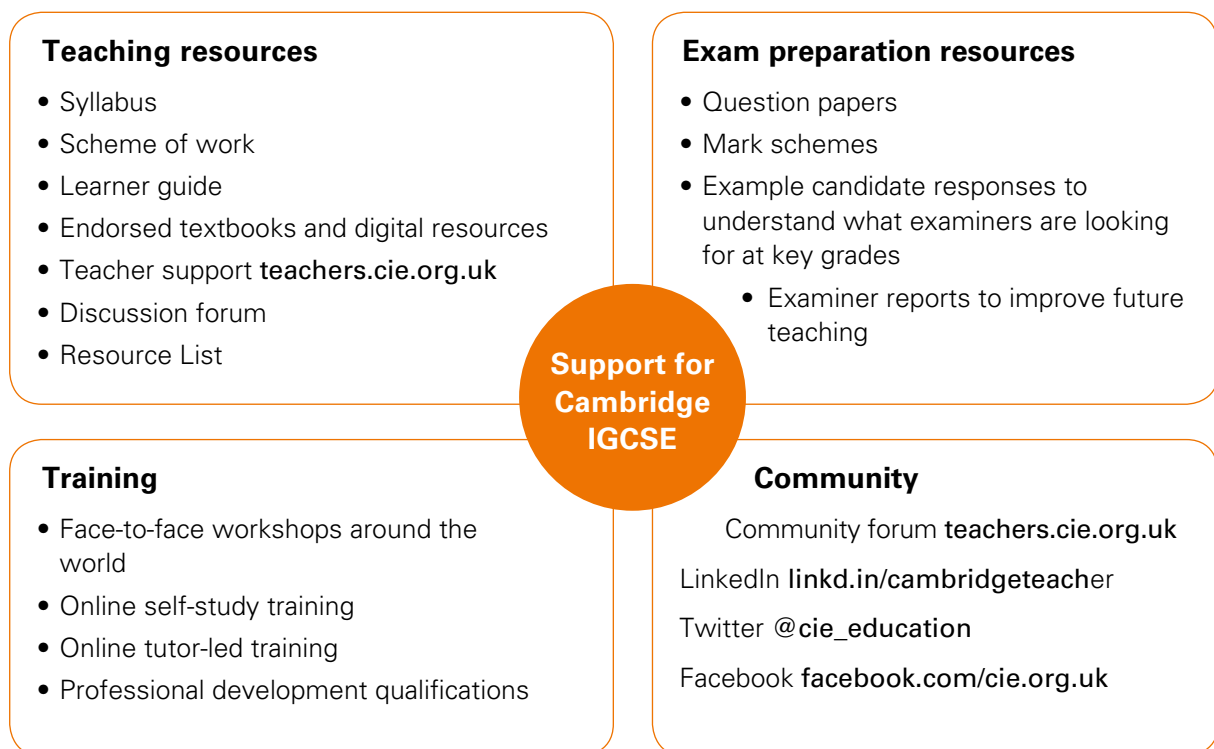 Teaching resources
• Syllabus
• Scheme of work
• Learner guide
• Endorsed textbooks and digital resources
• Teacher support teachers.cie.org.uk
• Discussion forum
• Resource List
Exam preparation resources
• Question papers
• Mark schemes
• Example candidate responses to
understand what examiners are looking
for at key grades
• Examiner reports to improve future
teaching
Support for
Cambridge
IGCSE
Training
• Face-to-face workshops around the
world
• Online self-study training
• Online tutor-led training
• Professional development qualifications
Community
Community forum teachers.cie.org.uk
LinkedIn linkd.in/cambridgeteacher
Twitter @cie_education
Facebook facebook.com/cie.org.uk